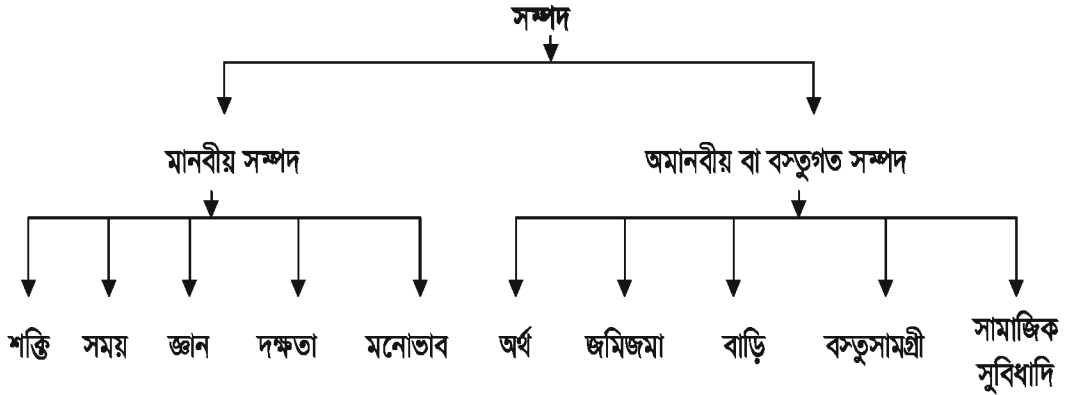 সম্পদ
মানবীয় সম্পদ
অমানবীয় বা বস্তুগত সম্পদ
শক্তি
সময়
জ্ঞান
দক্ষতা
মনোভাব
অর্থ
জমিজমা
বাড়ি
বস্তুসামগ্রী
সামাজিক
সুবিধাদি